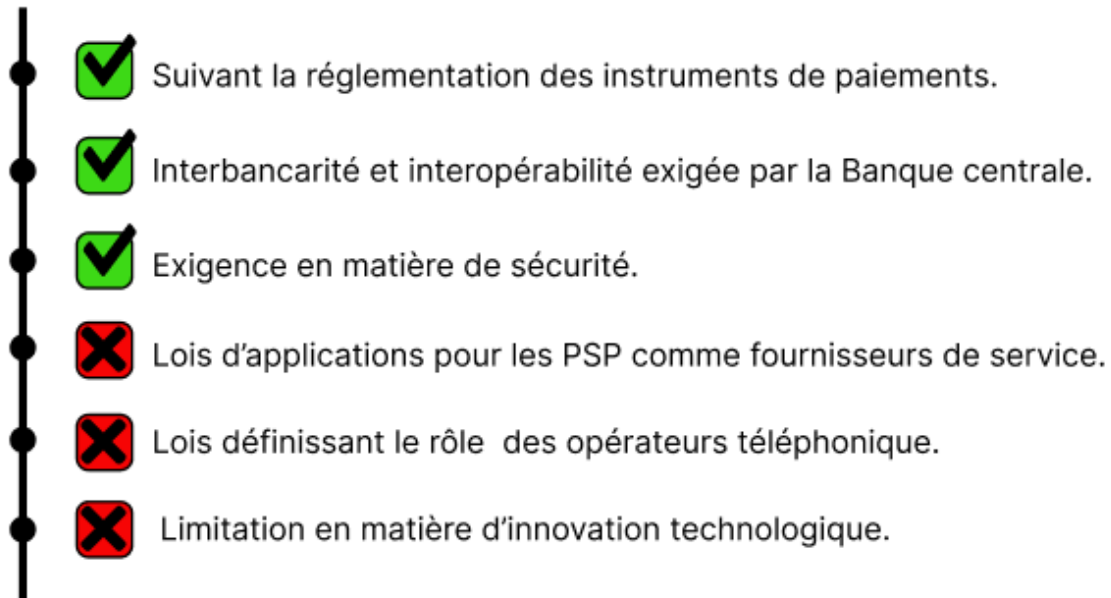 Suivant la réglementation des instruments de paiements.
Interbancarité et interopérabilité exigée par la Banque centrale.
Exigence en matière de sécurité.
Lois d’applications pour les PSP comme fournisseurs de service.
Lois définissant le rôle  des opérateurs téléphonique.
Limitation en matière d’innovation technologique.